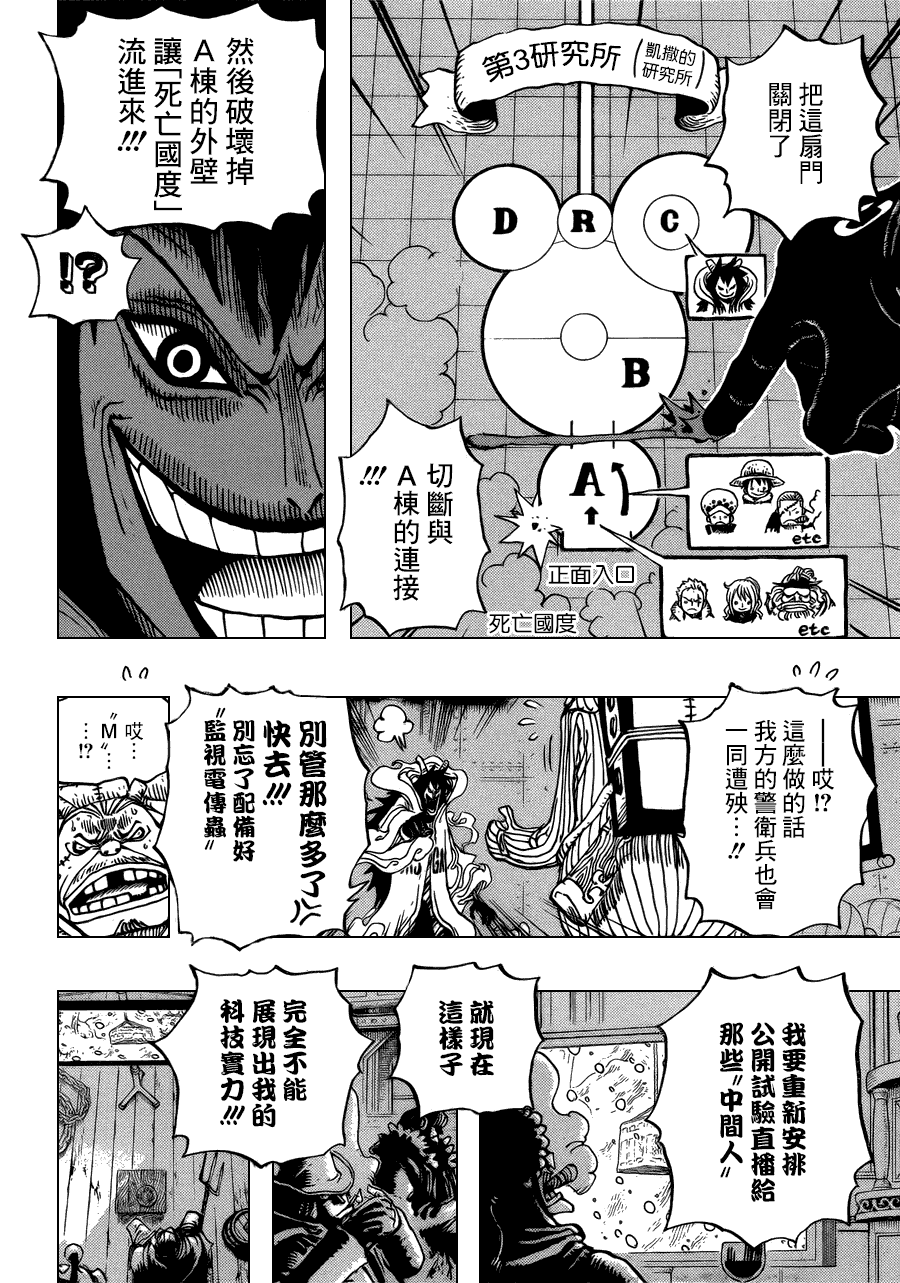 第3研究所
（凱撒的
研究所）
把這扇門
關閉了
D
R
C
B
A
切斷與
A棟的連接
!!!
etc
正面入口
死亡國度
etc
然後破壞掉
A棟的外壁
讓「死亡國度」
流進來!!!
!?
——哎!?
這麼做的話
我方的警衛兵也會
一同遭殃…!!
別管那麼多了
快去!!!
別忘了配備好
"監視電傳蟲"
哎…
"M"…
…!?
我要重新安排
公開試驗直播給
那些"中間人"
就現在
這樣子
完全不能
展現出我的
科技實力!!!